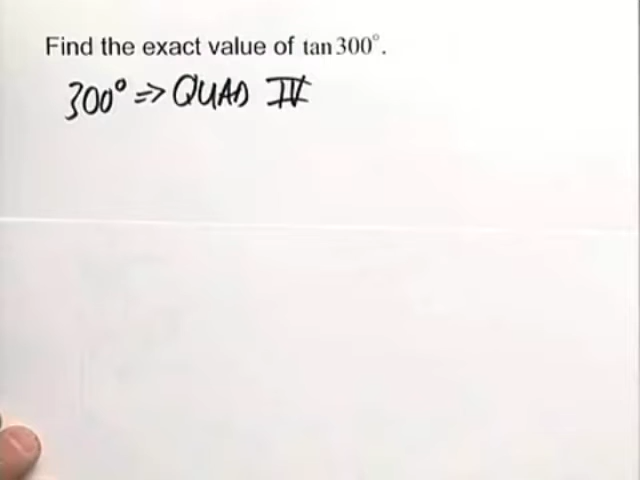 Find the exact value of tan 300°.
300° ⇒ QUAD IV